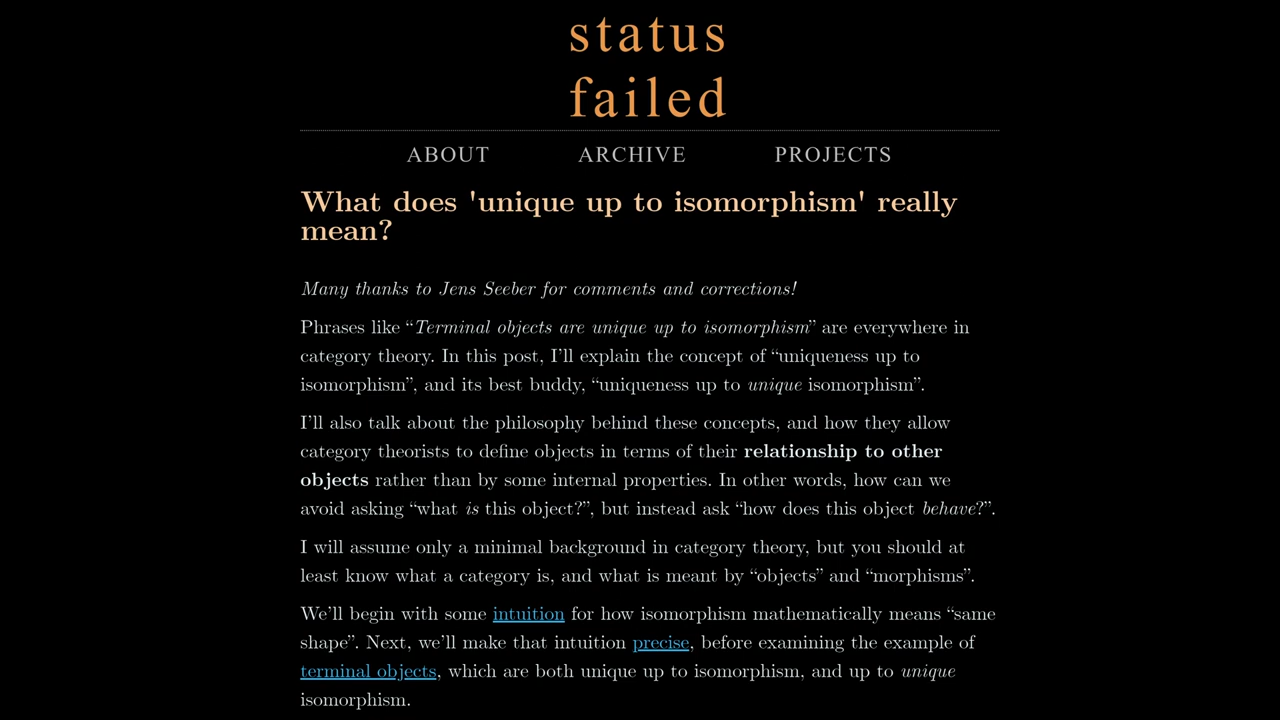 status
failed
ABOUT ARCHIVE PROJECTS
What does 'unique up to isomorphism' really
mean?
Many thanks to Jens Seeber for comments and corrections!
Phrases like “Terminal objects are unique up to isomorphism” are everywhere in
category theory. In this post, I’ll explain the concept of “uniqueness up to
isomorphism”, and its best buddy, “uniqueness up to unique isomorphism”.
I’ll also talk about the philosophy behind these concepts, and how they allow
category theorists to define objects in terms of their relationship to other
objects rather than by some internal properties. In other words, how can we
avoid asking “what is this object?”, but instead ask “how does this object behave?”.
I will assume only a minimal background in category theory, but you should at
least know what a category is, and what is meant by “objects” and “morphisms”.
We’ll begin with some intuition for how isomorphism mathematically means “same
shape”. Next, we’ll make that intuition precise, before examining the example of
terminal objects, which are both unique up to isomorphism, and up to unique
isomorphism.